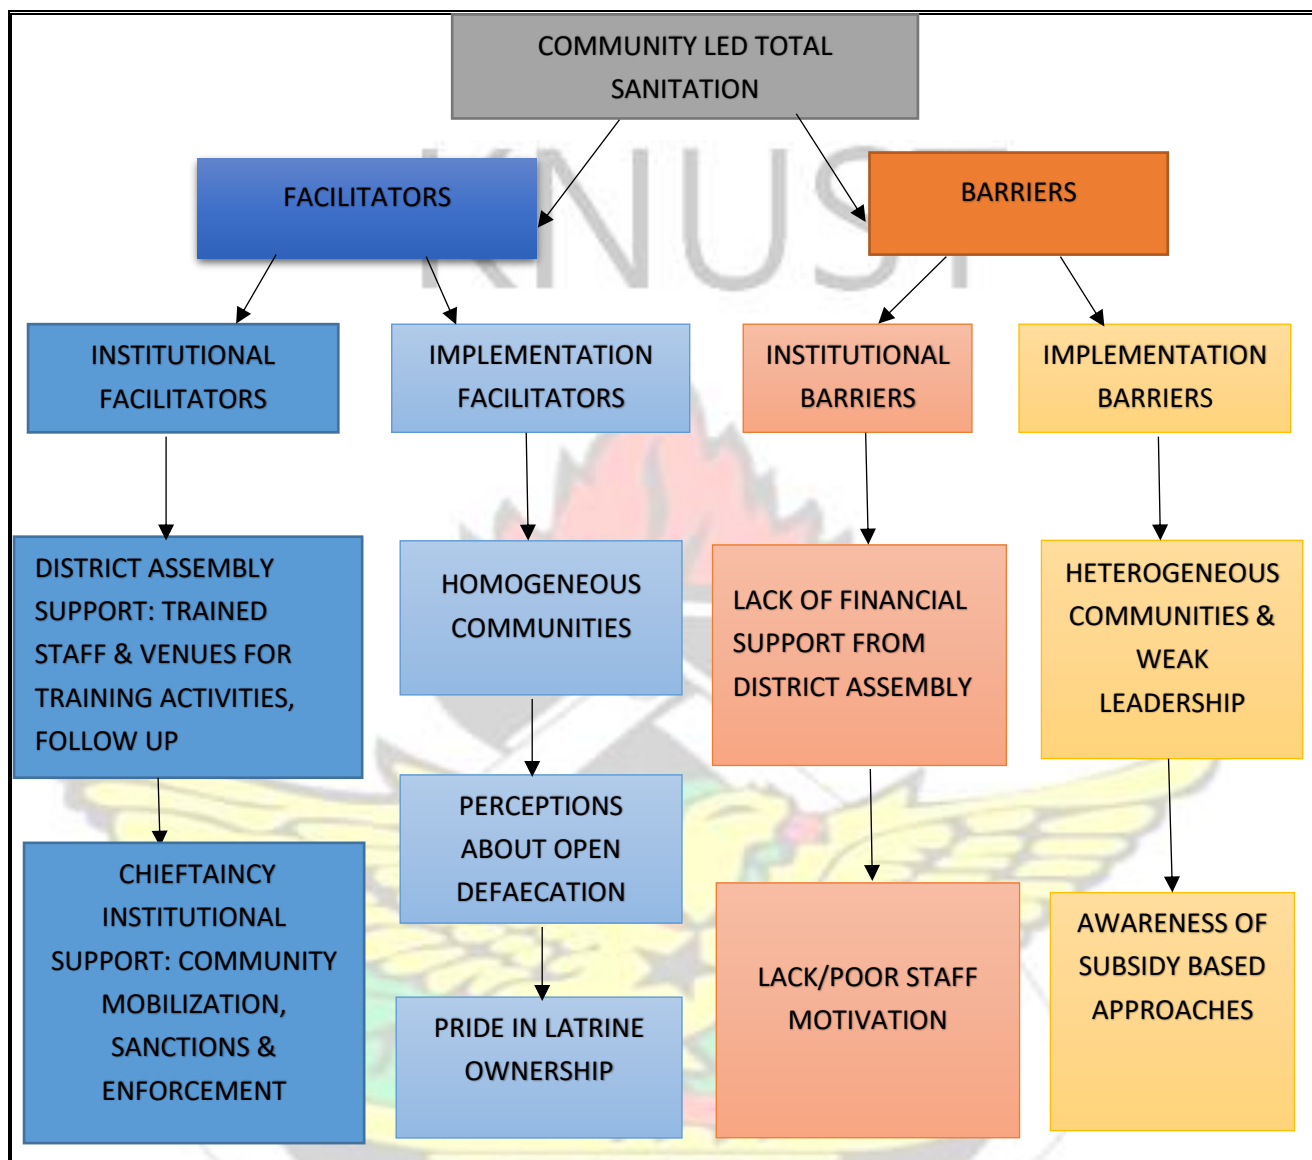 COMMUNITY LED TOTAL
SANITATION
KNUST
FACILITATORS
BARRIERS
INSTITUTIONAL
FACILITATORS
IMPLEMENTATION
FACILITATORS
INSTITUTIONAL
BARRIERS
IMPLEMENTATION
BARRIERS
DISTRICT ASSEMBLY
SUPPORT: TRAINED
STAFF & VENUES FOR
TRAINING ACTIVITIES,
FOLLOW UP
HOMOGENEOUS
COMMUNITIES
LACK OF FINANCIAL
SUPPORT FROM
DISTRICT ASSEMBLY
HETEROGENEOUS
COMMUNITIES &
WEAK
LEADERSHIP
CHIEFTAINCY
INSTITUTIONAL
SUPPORT: COMMUNITY
MOBILIZATION,
SANCTIONS &
ENFORCEMENT
PERCEPTIONS
ABOUT OPEN
DEFAECATION
PRIDE IN LATRINE
OWNERSHIP
LACK/POOR STAFF
MOTIVATION
AWARENESS OF
SUBSIDY BASED
APPROACHES